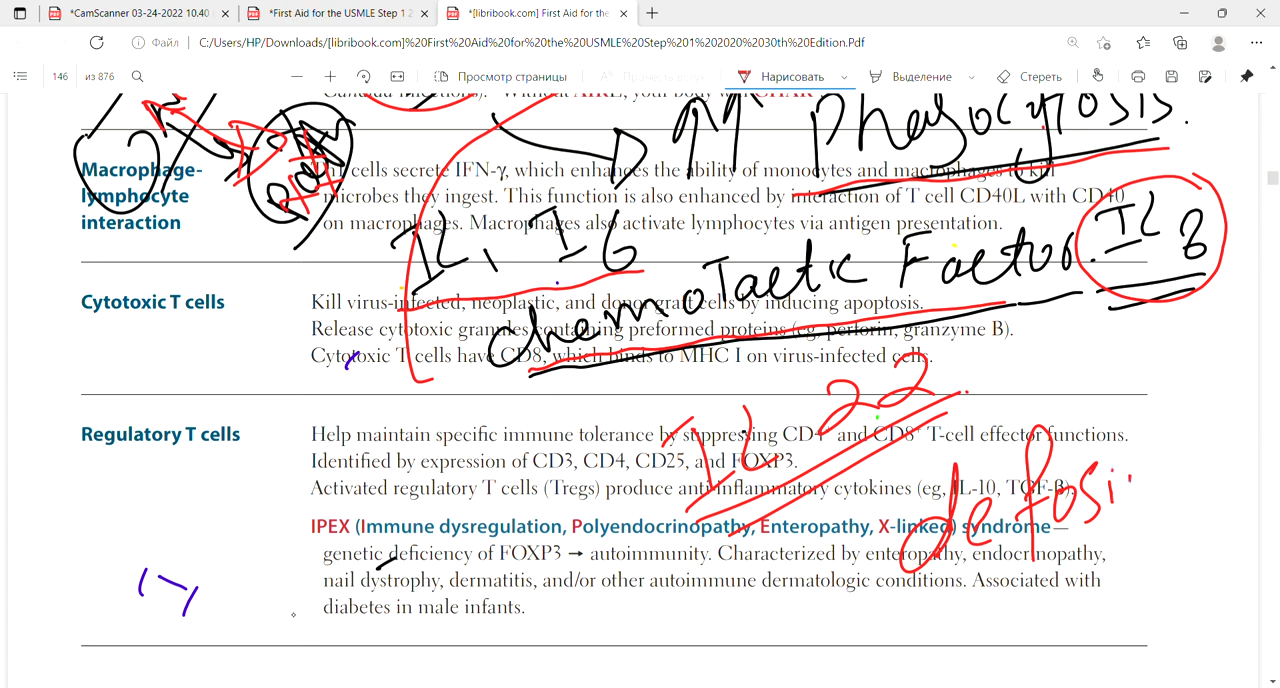 *CamScanner 03-24-2022 10.40
*First Aid for the USMLE Step 1 2
*[libribook.com] First Aid for the
Файл
C:/Users/HP/Downloads/[libribook.com]%20First%20Aid%20for%20the%20USMLE%20Step%201%202020%2030th%20Edition.Pdf
146 из 876
Просмотр страницы
Прочесть вслух
Нарисовать
Выделение
Стереть
Phagocytosis.
Macrophage-lymphocyte interaction
Th1 cells secrete IFN-γ, which enhances the ability of monocytes and macrophages to kill
microbes they ingest. This function is also enhanced by interaction of T cell CD40L with CD40
on macrophages. Macrophages also activate lymphocytes via antigen presentation.
IL1, I6
chemoTactic Factor. IL 8
Cytotoxic T cells
Kill virus-infected, neoplastic, and donor graft cells by inducing apoptosis.
Release cytotoxic granules containing preformed proteins (eg, perforin, granzyme B).
Cytotoxic T cells have CD8, which binds to MHC I on virus-infected cells.
IL 22
Regulatory T cells
Help maintain specific immune tolerance by suppressing CD4+ and CD8+ T-cell effector functions.
Identified by expression of CD3, CD4, CD25, and FOXP3.
Activated regulatory T cells (Tregs) produce anti-inflammatory cytokines (eg, IL-10, TGF-β).
defosi
IPEX (Immune dysregulation, Polyendocrinopathy, Enteropathy, X-linked) syndrome—
genetic deficiency of FOXP3 → autoimmunity. Characterized by enteropathy, endocrinopathy,
nail dystrophy, dermatitis, and/or other autoimmune dermatologic conditions. Associated with
diabetes in male infants.